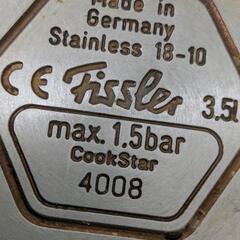 Made in
Germany
Stainless 18-10
CE Fissler 3,5l
max. 1.5bar
CookStar
4008